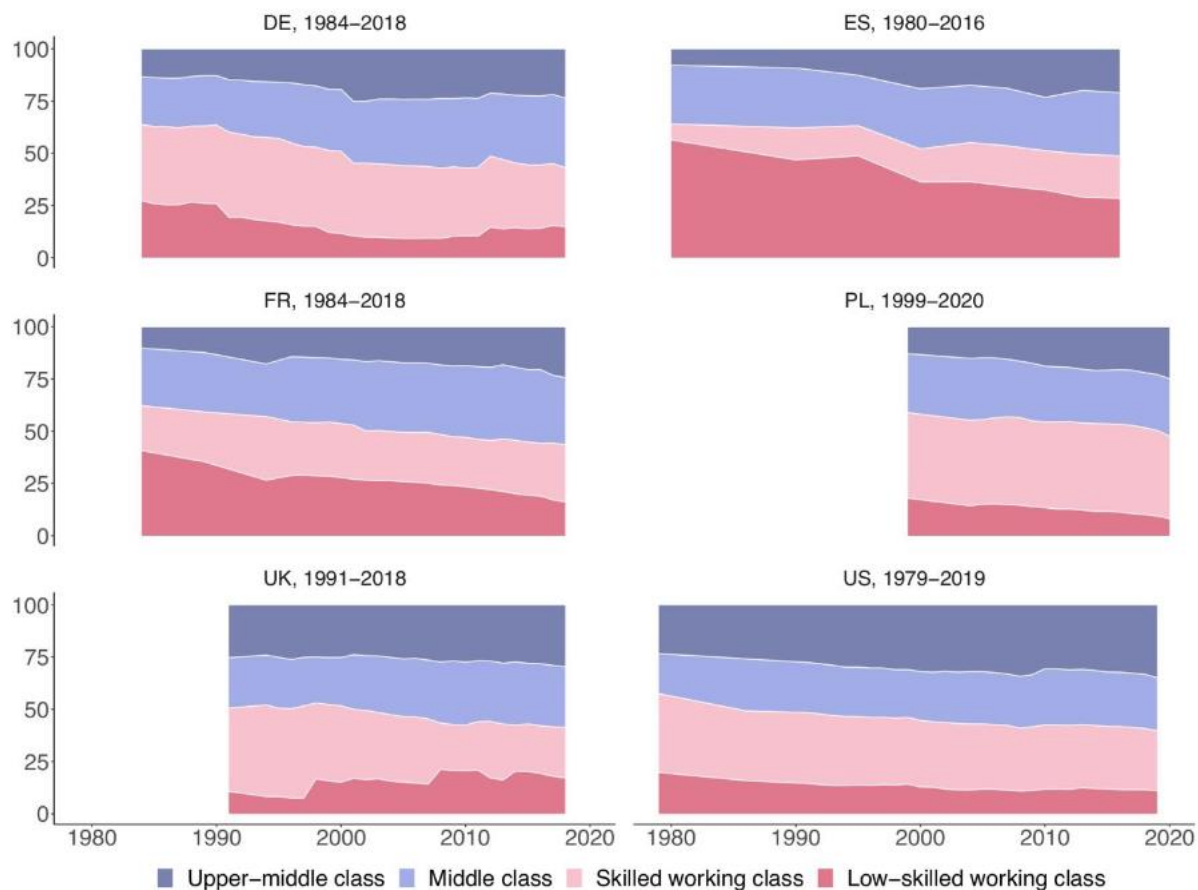 DE, 1984–2018
ES, 1980–2016
100
75
50
25
0
FR, 1984–2018
PL, 1999–2020
100
75
50
25
0
UK, 1991–2018
US, 1979–2019
100
75
50
25
0
1980 1990 2000 2010 2020 1980 1990 2000 2010 2020
Upper–middle class Middle class Skilled working class Low–skilled working class